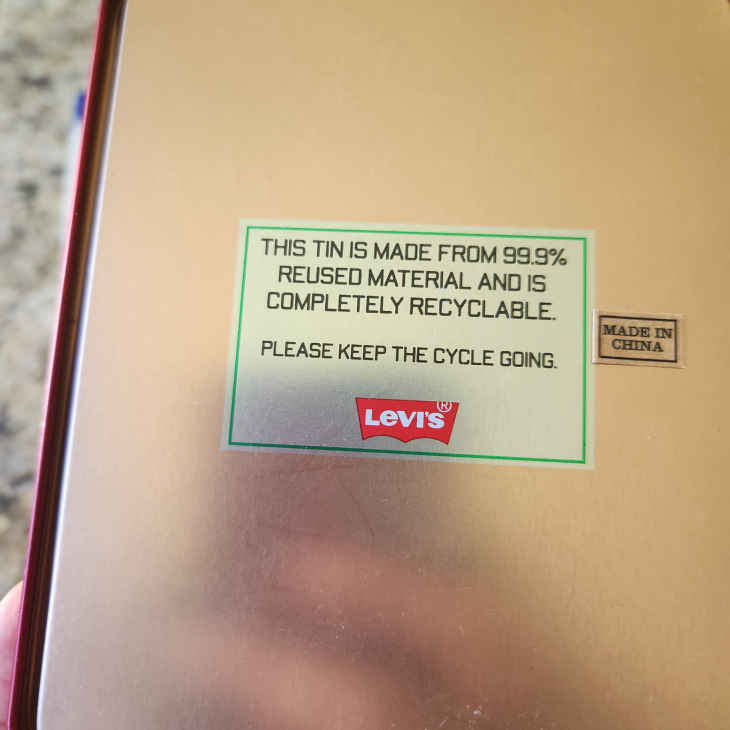 THIS TIN IS MADE FROM 99.9%
REUSED MATERIAL AND IS
COMPLETELY RECYCLABLE.
PLEASE KEEP THE CYCLE GOING.
LEVI'S®
MADE IN
CHINA